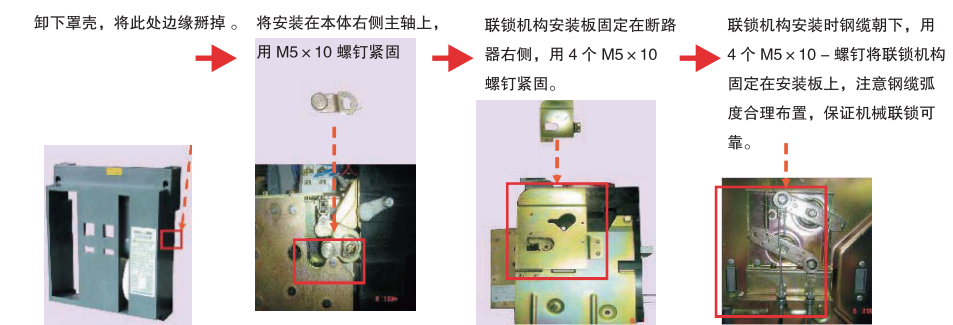 卸下罩壳，将此处边缘掰掉 。
将安装在本体右侧主轴上，
用 M5×10 螺钉紧固
联锁机构安装板固定在断路
器右侧，用 4 个 M5×10
螺钉紧固。
联锁机构安装时钢缆朝下，用
4 个 M5×10 – 螺钉将联锁机构
固定在安装板上，注意钢缆弧
度合理布置，保证机械联锁可
靠。